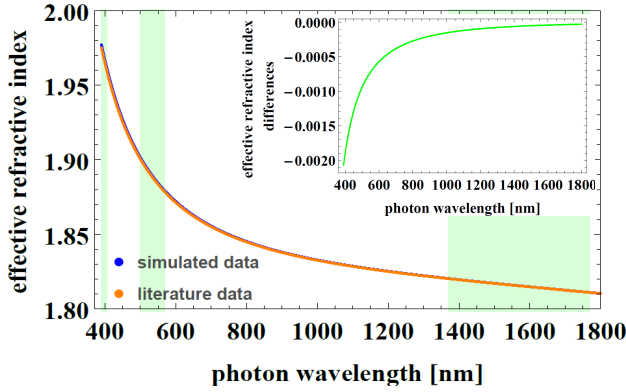 2.00
1.95
1.90
1.85
1.80
effective refractive index
400 600 800 1000 1200 1400 1600 1800
photon wavelength [nm]
simulated data
literature data
0.0000
−0.0005
−0.0010
−0.0015
−0.0020
effective refractive index
differences
400 600 800 1000 1200 1400 1600 1800
photon wavelength [nm]